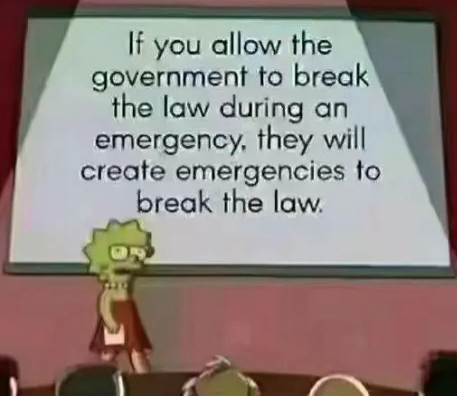 If you allow the
government to break
the law during an
emergency, they will
create emergencies to
break the law.